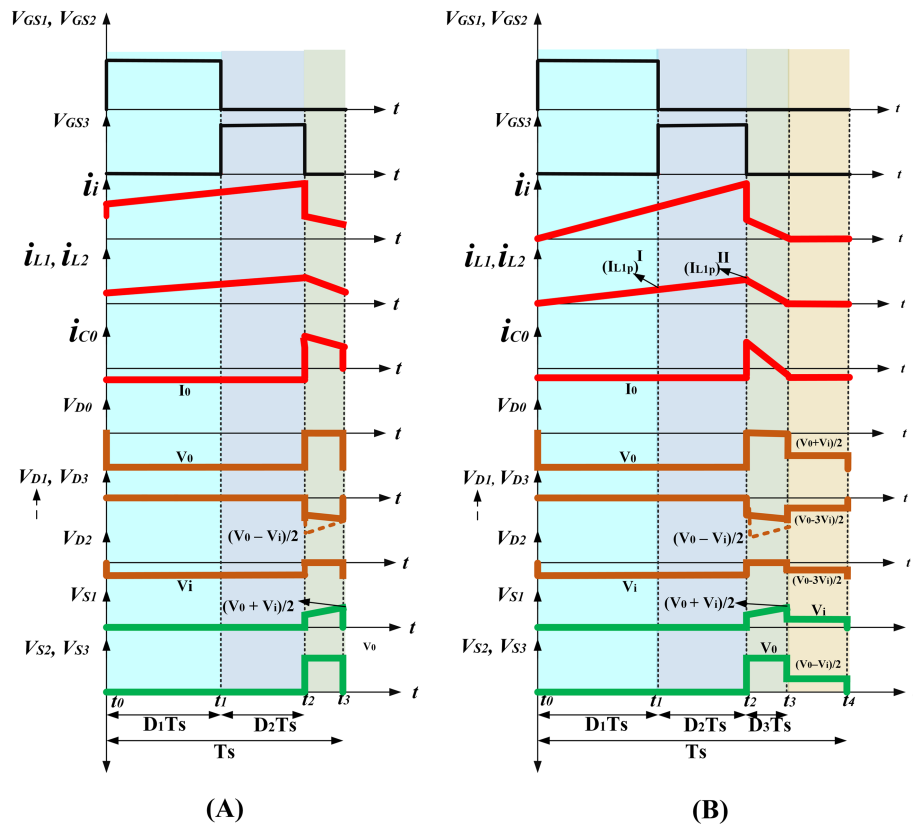 VGS1, VGS2
t
VGS3
t
ii
t
iL1, iL2
t
iC0
t
I0
VD0
t
V0
VD1, VD3
t
(V0 – Vi)/2
VD2
t
Vi
VS1
(V0 + Vi)/2
t
VS2, VS3
V0
t
t0
t1
t2
t3
D1Ts
D2Ts
Ts
(A)
VGS1, VGS2
t
VGS3
t
ii
t
iL1, iL2
(IL1p)I
(IL1p)II
t
iC0
t
I0
VD0
t
(V0+Vi)/2
V0
VD1, VD3
t
(V0-3Vi)/2
(V0 – Vi)/2
VD2
t
Vi
(V0-3Vi)/2
VS1
(V0 + Vi)/2
Vi
t
VS2, VS3
V0
(V0–Vi)/2
t
t0
t1
t2
t3
t4
D1Ts
D2Ts
D3Ts
Ts
(B)